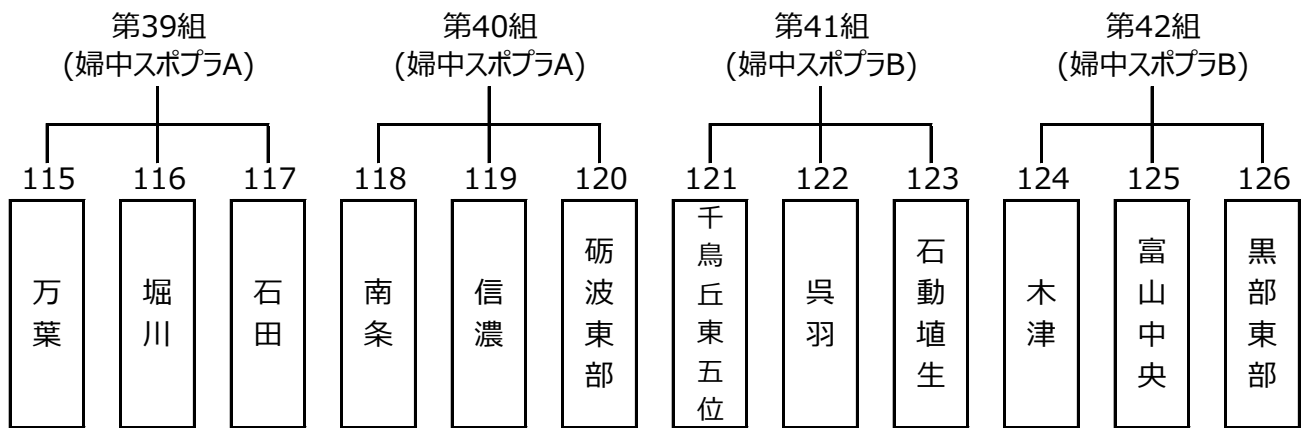 第39組
(婦中スポプラA)
第40組
(婦中スポプラA)
第41組
(婦中スポプラB)
第42組
(婦中スポプラB)
115 116 117 118 119 120 121 122 123 124 125 126
万葉
堀川
石田
南条
信濃
砺波東部
千鳥丘東五位
呉羽
石動埴生
木津
富山中央
黒部東部